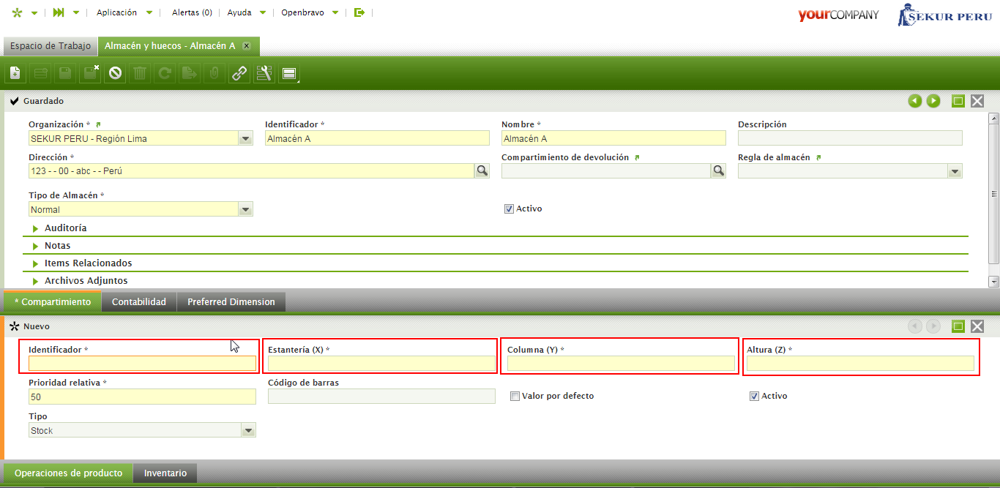 Aplicación Alertas (0) Ayuda Openbravo yourCOMPANY SEKUR PERU
Espacio de Trabajo Almacén y huecos - Almacén A
Guardado
Organización * Identificador * Nombre * Descripción
SEKUR PERU - Región Lima Almacén A Almacén A
Dirección * Compartimiento de devolución Regla de almacén
123 - - 00 - abc - - Perú
Tipo de Almacén *
Normal Activo
Auditoría
Notas
Items Relacionados
Archivos Adjuntos
* Compartimiento Contabilidad Preferred Dimension
Nuevo
Identificador * Estantería (X) * Columna (Y) * Altura (Z) *
Prioridad relativa * Código de barras
50 Valor por defecto Activo
Tipo
Stock
Operaciones de producto Inventario